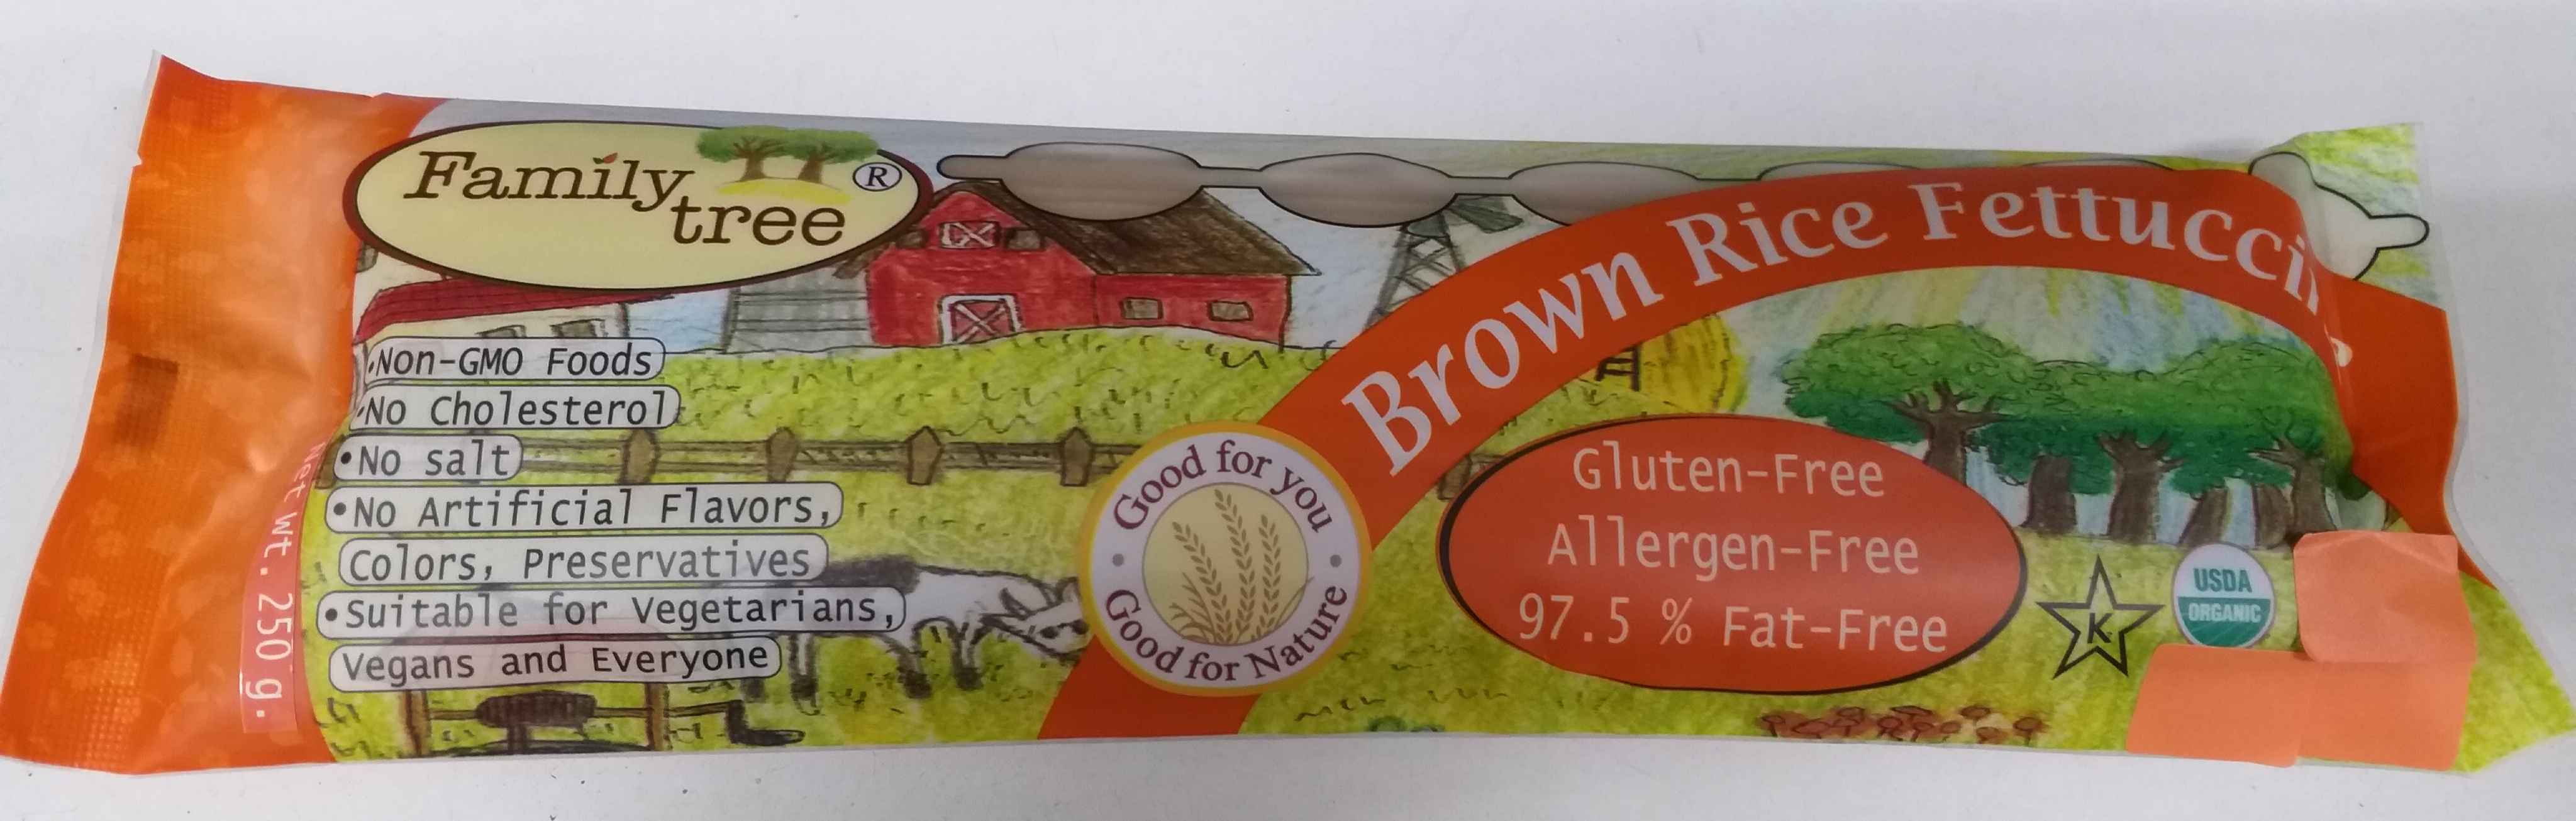 Family
tree
®
Brown Rice Fettucci
•Non-GMO Foods
•No Cholesterol
•No salt
•No Artificial Flavors,
Colors, Preservatives
•Suitable for Vegetarians,
Vegans and Everyone
Net wt. 250 g.
Good for you
• Good for Nature •
Gluten-Free
Allergen-Free
97.5 % Fat-Free
K
USDA
ORGANIC